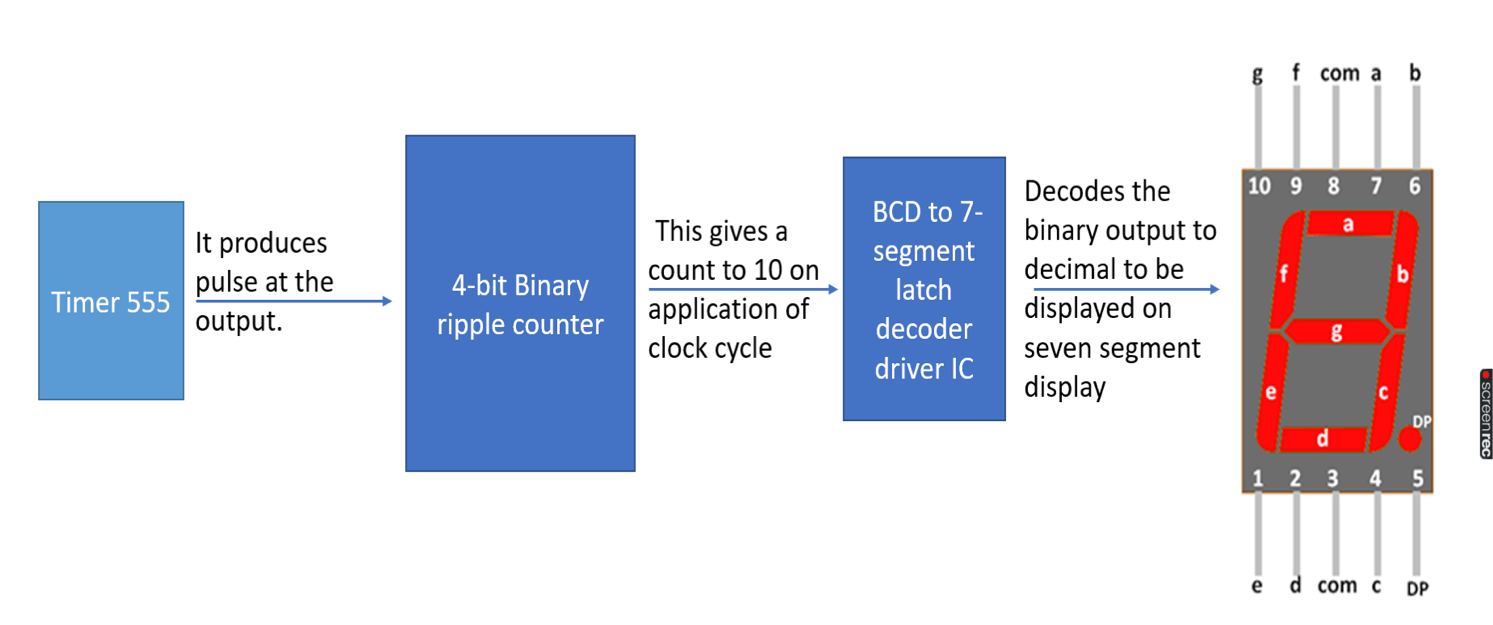 Timer 555
It produces
pulse at the
output.
4-bit Binary
ripple counter
This gives a
count to 10 on
application of
clock cycle
BCD to 7-
segment
latch
decoder
driver IC
Decodes the
binary output to
decimal to be
displayed on
seven segment
display
g f com a b
10 9 8 7 6
a
f b
g
e c
d
DP
1 2 3 4 5
e d com c DP
screenrec